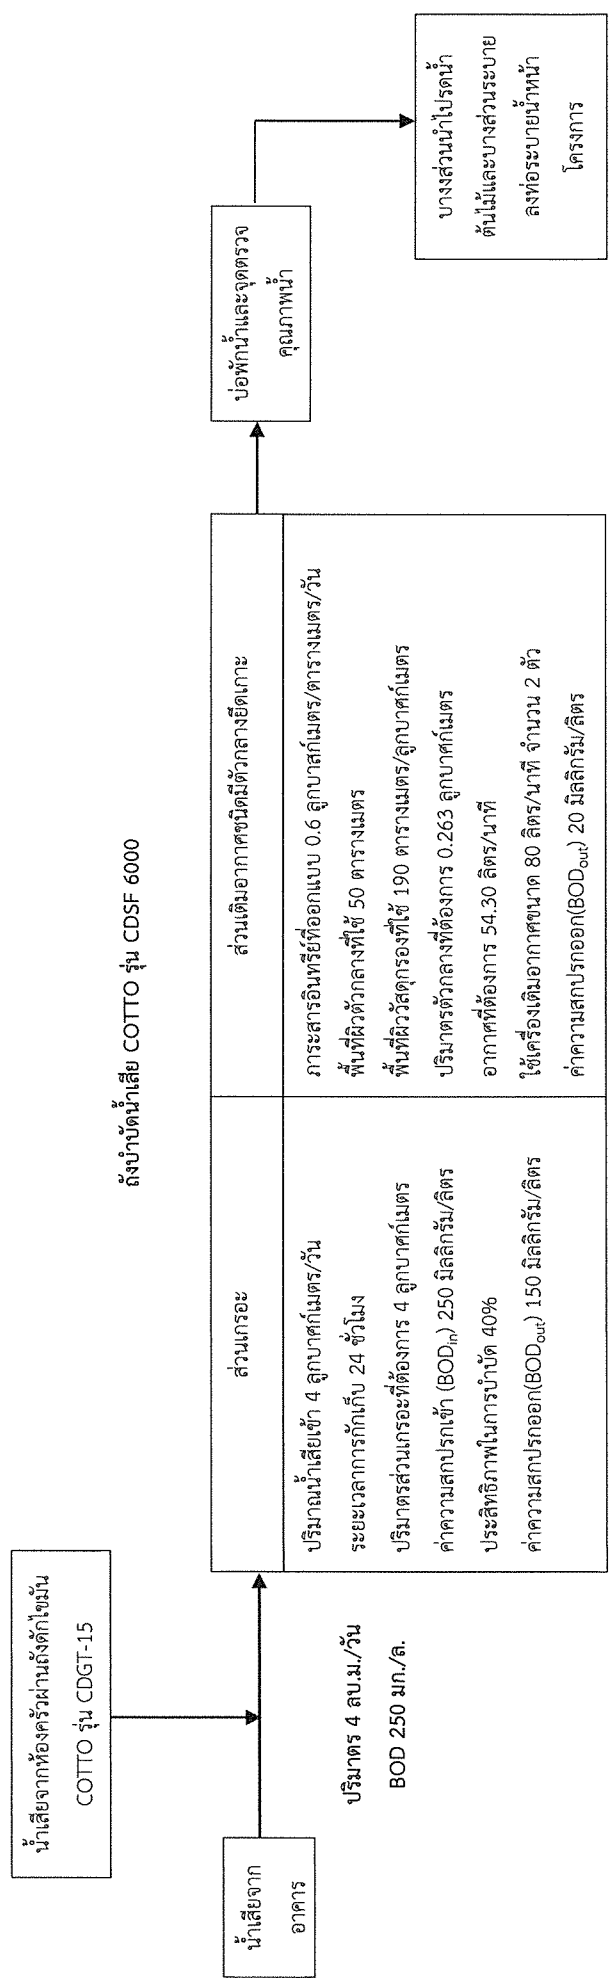 น้ำเสียจากห้องครัวผ่านถังดักไขมัน
COTTO รุ่น CDGT-15
น้ำเสียจาก
อาคาร
ปริมาตร 4 ลบ.ม./วัน
BOD 250 มก./ล.
ถังบำบัดน้ำเสีย COTTO รุ่น CDSF 6000
ส่วนเกรอะ
ปริมาณน้ำเสียเข้า 4 ลูกบาศก์เมตร/วัน
ระยะเวลาการกักเก็บ 24 ชั่วโมง
ปริมาตรส่วนเกรอะที่ต้องการ 4 ลูกบาศก์เมตร
ค่าความสกปรกเข้า (BODin) 250 มิลลิกรัม/ลิตร
ประสิทธิภาพในการบำบัด 40%
ค่าความสกปรกออก(BODout) 150 มิลลิกรัม/ลิตร
ส่วนเติมอากาศชนิดมีตัวกลางยึดเกาะ
ภาระสารอินทรีย์ที่ออกแบบ 0.6 ลูกบาสก์เมตร/ตารางเมตร/วัน
พื้นที่ผิวตัวกลางที่ใช้ 50 ตารางเมตร
พื้นที่ผิววัสดุกรองที่ใช้ 190 ตารางเมตร/ลูกบาศก์เมตร
ปริมาตรตัวกลางที่ต้องการ 0.263 ลูกบาศก์เมตร
อากาศที่ต้องการ 54.30 ลิตร/นาที
ใช้เครื่องเติมอากาศขนาด 80 ลิตร/นาที จำนวน 2 ตัว
ค่าความสกปรกออก(BODout) 20 มิลลิกรัม/ลิตร
บ่อพักน้ำและจุดตรวจ
คุณภาพน้ำ
บางงส่วนนำไปรดน้ำ
ต้นไม้และบางส่วนระบาย
ลงท่อระบายน้ำหน้า
โครงการ